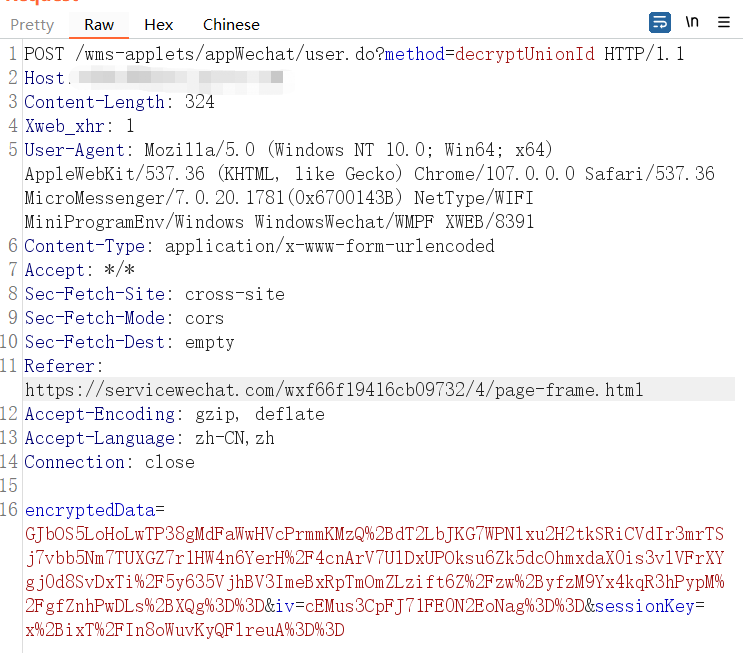 Request
Pretty Raw Hex Chinese \n
1 POST /wms-applets/appWechat/user.do?method=decryptUnionId HTTP/1.1
2 Host:
3 Content-Length: 324
4 Xweb_xhr: 1
5 User-Agent: Mozilla/5.0 (Windows NT 10.0; Win64; x64)
AppleWebKit/537.36 (KHTML, like Gecko) Chrome/107.0.0.0 Safari/537.36
MicroMessenger/7.0.20.1781(0x6700143B) NetType/WIFI
MiniProgramEnv/Windows WindowsWechat/WMPF XWEB/8391
6 Content-Type: application/x-www-form-urlencoded
7 Accept: */*
8 Sec-Fetch-Site: cross-site
9 Sec-Fetch-Mode: cors
10 Sec-Fetch-Dest: empty
11 Referer:
https://servicewechat.com/wxf66f19416cb09732/4/page-frame.html
12 Accept-Encoding: gzip, deflate
13 Accept-Language: zh-CN,zh
14 Connection: close
15
16 encryptedData=
GJbOS5LoHoLwTP38gMdFaWwHVcPrmmKMzQ%2BdT2LbJKG7WPNlxu2H2tkSRiCVdIr3mrTS
j7vbb5Nm7TUXGZ7r1HW4n6YerH%2F4cnArV7UlDxUPOksu6Zk5dcOhmxdaX0is3vlVFrXY
gj0d8SvDxTi%2F5y635VjhBV3ImeBxRpTmOmZLzift6Z%2Fzw%2ByfzM9Yx4kqR3hPypM%
2FgfZnhPwDLs%2BXQg%3D%3D&iv=cEMus3CpFJ71FE0N2EoNag%3D%3D&sessionKey=
x%2BixT%2FIn8oWuvKyQFlreuA%3D%3D